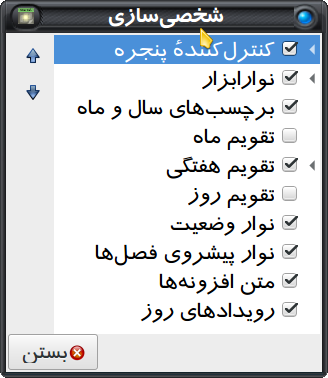 شخصی‌سازی
کنترل‌کنندهٔ پنجره
نوارابزار
برچسب‌های سال و ماه
تقویم ماه
تقویم هفتگی
تقویم روز
نوار وضعیت
نوار پیشروی فصل‌ها
متن افزونه‌ها
رویدادهای روز
بستن